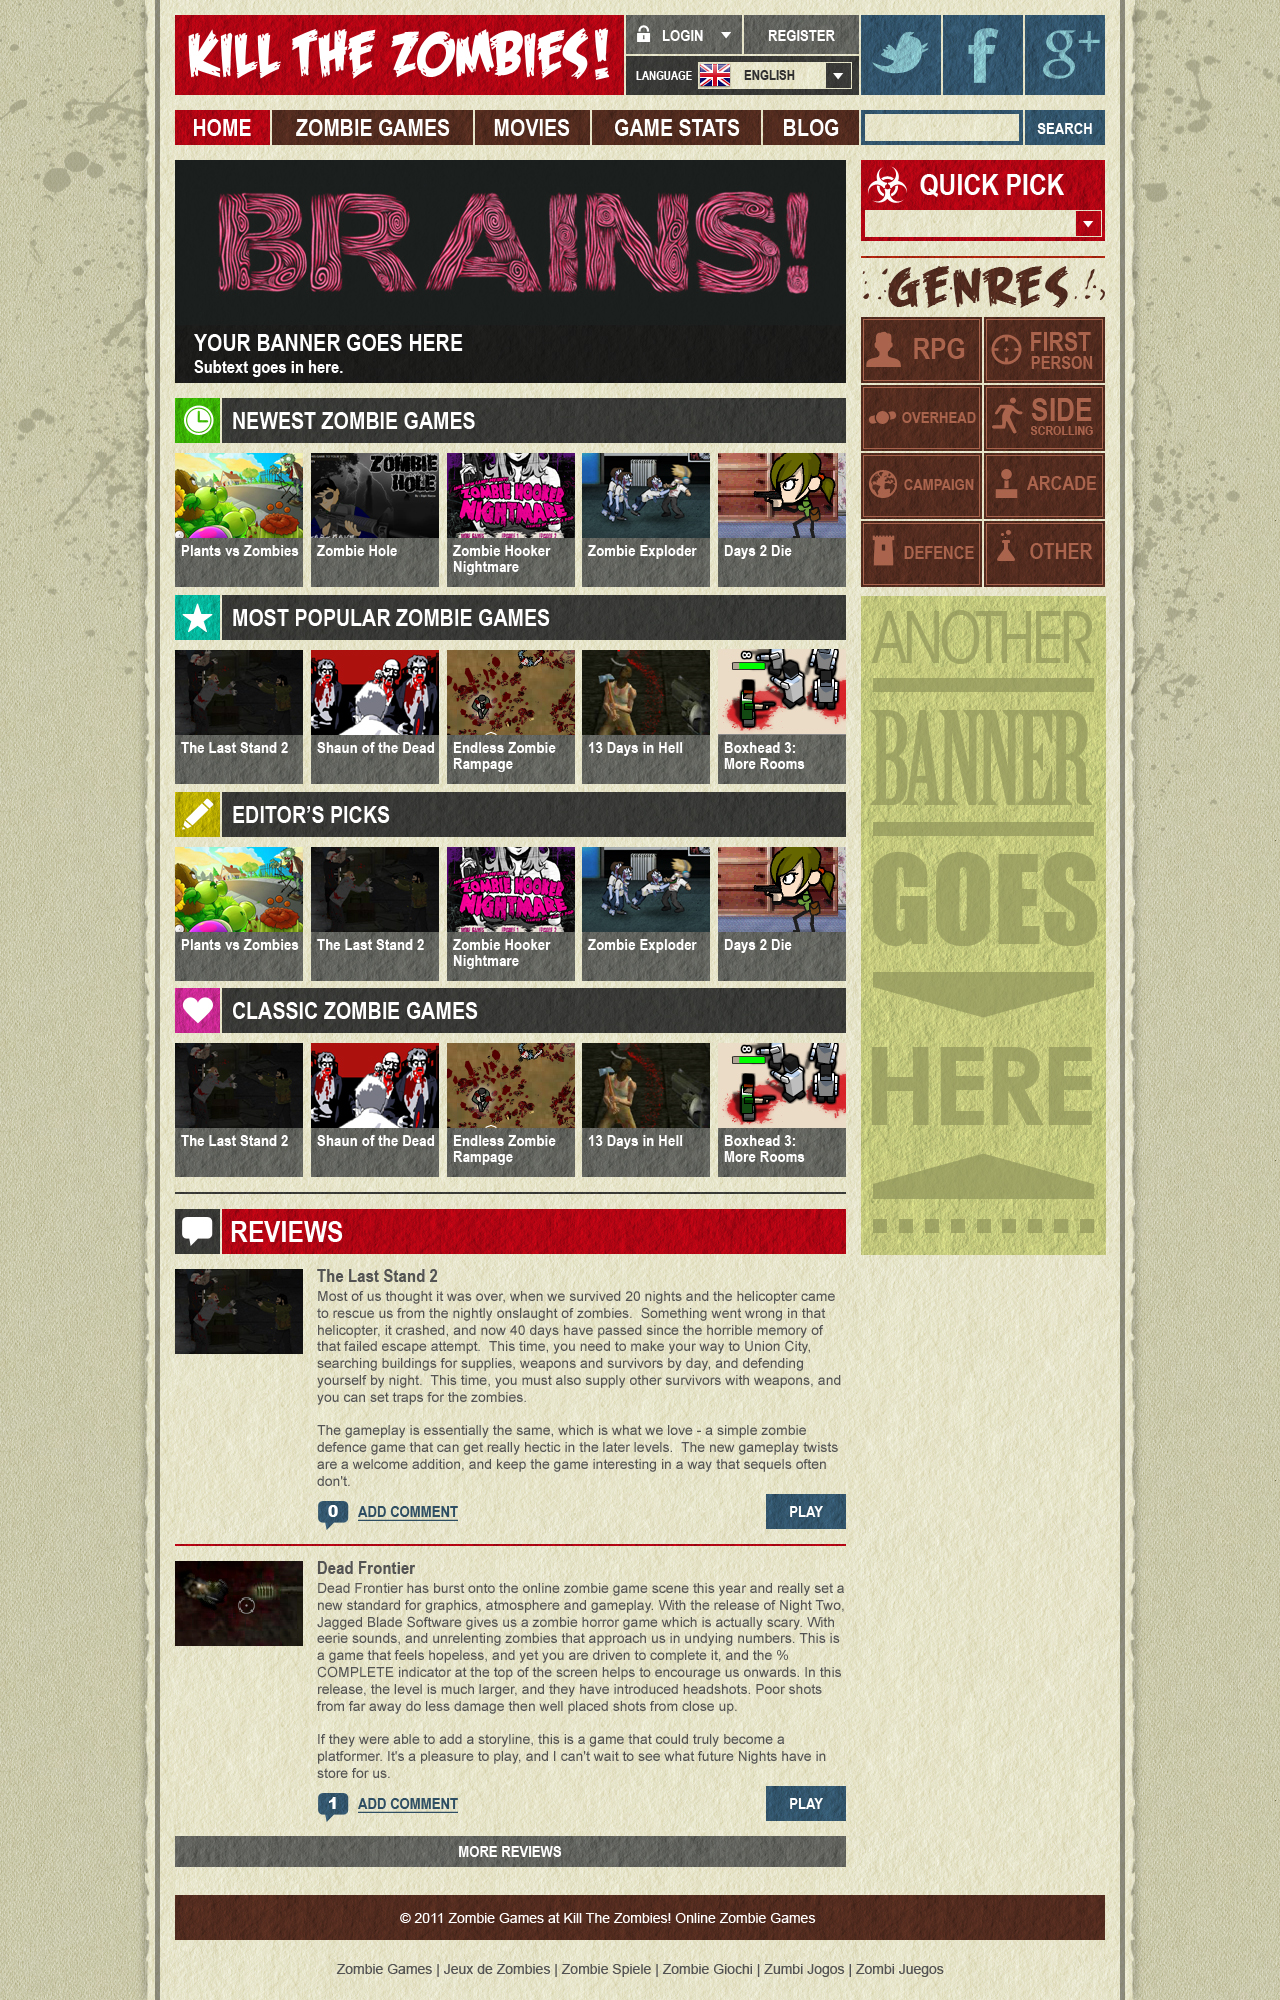 KILL THE ZOMBIES!
LOGIN
REGISTER
LANGUAGE
ENGLISH
g+
HOME
ZOMBIE GAMES
MOVIES
GAME STATS
BLOG
SEARCH
BRAINS!
YOUR BANNER GOES HERE
Subtext goes in here.
QUICK PICK
GENRES
RPG
FIRST
PERSON
OVERHEAD
SIDE
SCROLLING
CAMPAIGN
ARCADE
DEFENCE
OTHER
NEWEST ZOMBIE GAMES
ZOMBIE
HOLE
ZOMBIE HOOKER
NIGHTMARE
Plants vs Zombies
Zombie Hole
Zombie Hooker
Nightmare
Zombie Exploder
Days 2 Die
MOST POPULAR ZOMBIE GAMES
The Last Stand 2
Shaun of the Dead
Endless Zombie
Rampage
13 Days in Hell
Boxhead 3:
More Rooms
EDITOR’S PICKS
ZOMBIE HOOKER
NIGHTMARE
Plants vs Zombies
The Last Stand 2
Zombie Hooker
Nightmare
Zombie Exploder
Days 2 Die
CLASSIC ZOMBIE GAMES
The Last Stand 2
Shaun of the Dead
Endless Zombie
Rampage
13 Days in Hell
Boxhead 3:
More Rooms
ANOTHER
BANNER
GOES
HERE
REVIEWS
The Last Stand 2
Most of us thought it was over, when we survived 20 nights and the helicopter came
to rescue us from the nightly onslaught of zombies.  Something went wrong in that
helicopter, it crashed, and now 40 days have passed since the horrible memory of
that failed escape attempt.  This time, you need to make your way to Union City,
searching buildings for supplies, weapons and survivors by day, and defending
yourself by night.  This time, you must also supply other survivors with weapons, and
you can set traps for the zombies.
The gameplay is essentially the same, which is what we love - a simple zombie
defence game that can get really hectic in the later levels.  The new gameplay twists
are a welcome addition, and keep the game interesting in a way that sequels often
don't.
0 ADD COMMENT
PLAY
Dead Frontier
Dead Frontier has burst onto the online zombie game scene this year and really set a
new standard for graphics, atmosphere and gameplay. With the release of Night Two,
Jagged Blade Software gives us a zombie horror game which is actually scary. With
eerie sounds, and unrelenting zombies that approach us in undying numbers. This is
a game that feels hopeless, and yet you are driven to complete it, and the %
COMPLETE indicator at the top of the screen helps to encourage us onwards. In this
release, the level is much larger, and they have introduced headshots. Poor shots
from far away do less damage then well placed shots from close up.
If they were able to add a storyline, this is a game that could truly become a
platformer. It's a pleasure to play, and I can't wait to see what future Nights have in
store for us.
1 ADD COMMENT
PLAY
MORE REVIEWS
© 2011 Zombie Games at Kill The Zombies! Online Zombie Games
Zombie Games | Jeux de Zombies | Zombie Spiele | Zombie Giochi | Zumbi Jogos | Zombi Juegos